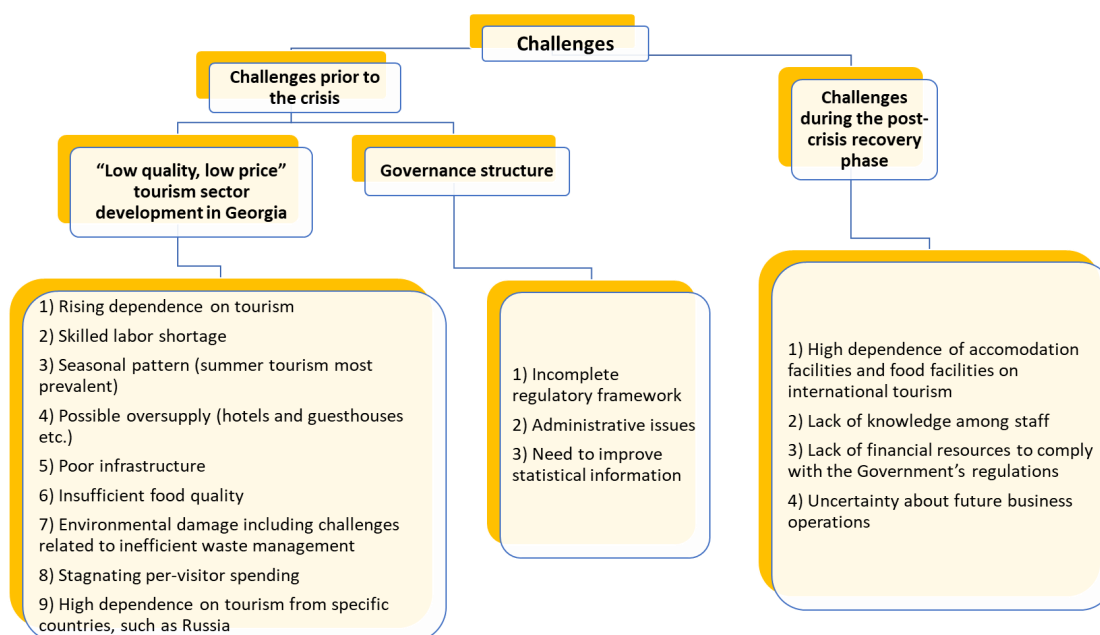 Challenges
Challenges prior to
the crisis
“Low quality, low price”
tourism sector
development in Georgia
Governance structure
Challenges
during the post-
crisis recovery
phase
1) Rising dependence on tourism
2) Skilled labor shortage
3) Seasonal pattern (summer tourism most
prevalent)
4) Possible oversupply (hotels and guesthouses
etc.)
5) Poor infrastructure
6) Insufficient food quality
7) Environmental damage including challenges
related to inefficient waste management
8) Stagnating per-visitor spending
9) High dependence on tourism from specific
countries, such as Russia
1) Incomplete
regulatory framework
2) Administrative issues
3) Need to improve
statistical information
1) High dependence of accomodation
facilities and food facilities on
international tourism
2) Lack of knowledge among staff
3) Lack of financial resources to comply
with the Government’s regulations
4) Uncertainty about future business
operations